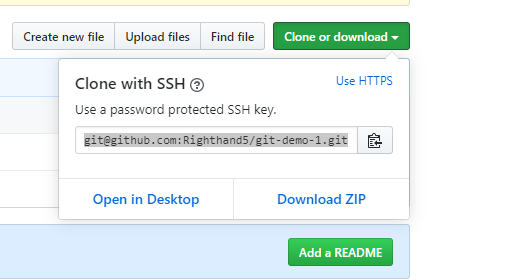 Create new file Upload files Find file Clone or download
Clone with SSH ? Use HTTPS
Use a password protected SSH key.
git@github.com:Righthand5/git-demo-1.git
Open in Desktop Download ZIP
Add a README